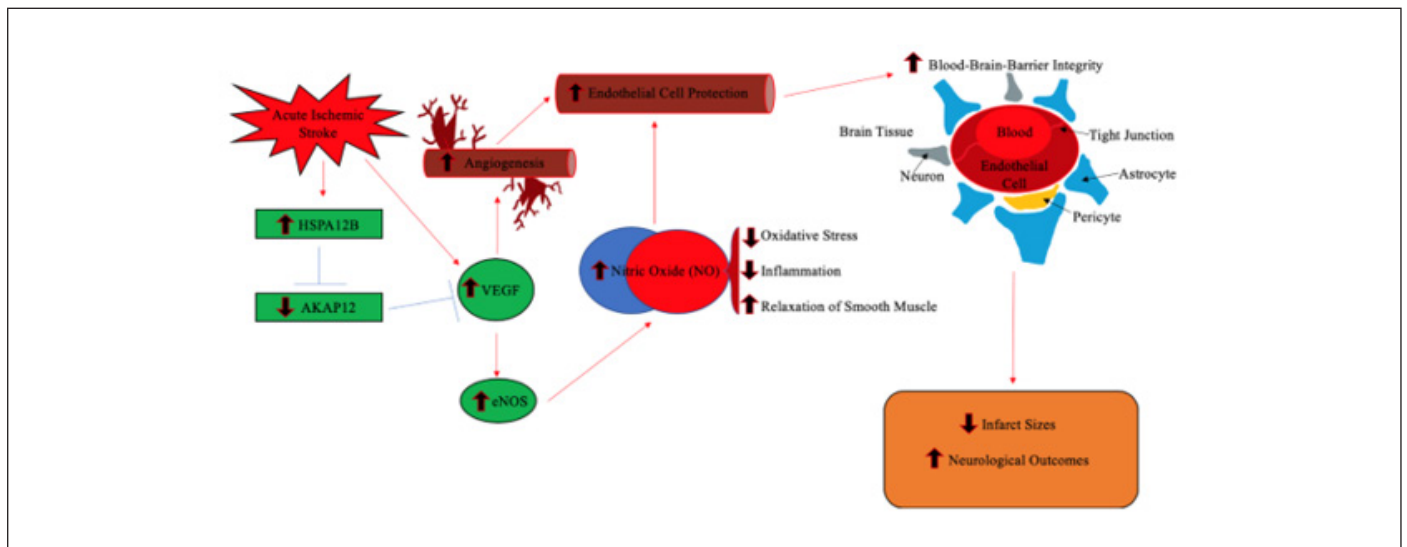 Acute Ischemic
Stroke
HSPA12B
AKAP12
VEGF
eNOS
Angiogenesis
Endothelial Cell Protection
Nitric Oxide (NO)
Oxidative Stress
Inflammation
Relaxation of Smooth Muscle
Blood-Brain-Barrier Integrity
Brain Tissue
Blood
Tight Junction
Neuron
Endothelial
Cell
Astrocyte
Pericyte
Infarct Sizes
Neurological Outcomes